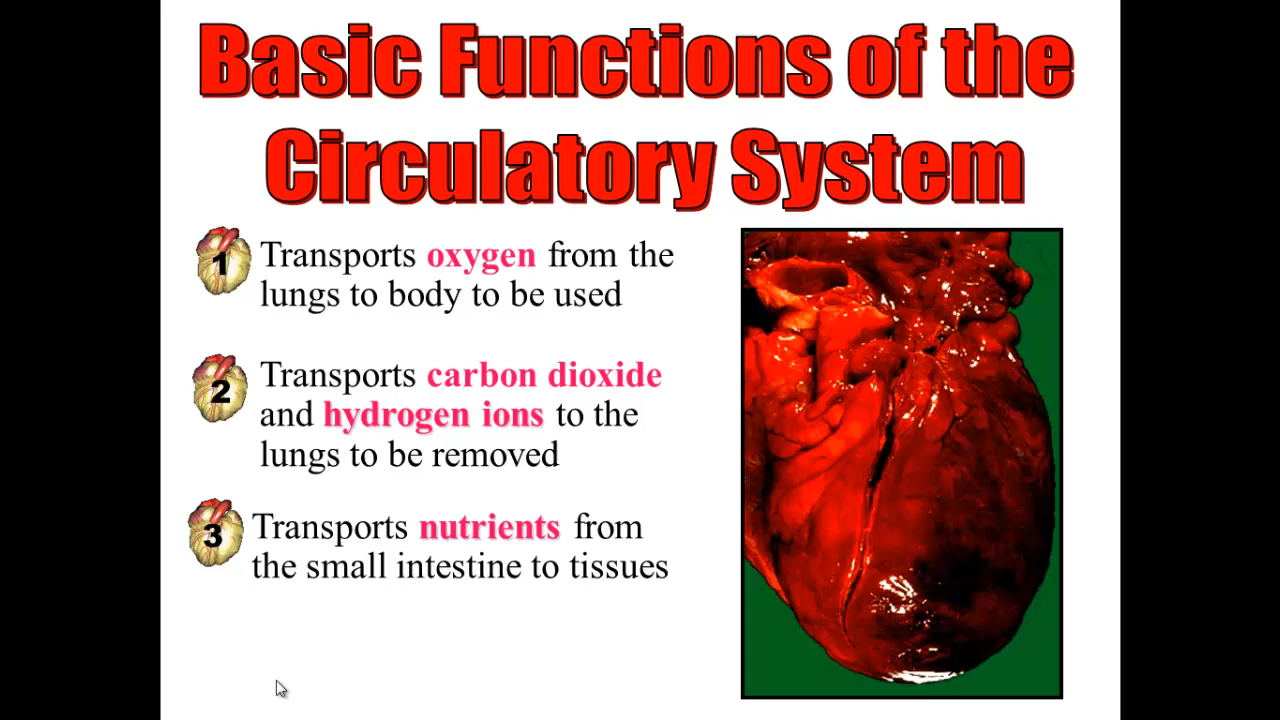 Basic Functions of the
Circulatory System
1 Transports oxygen from the
lungs to body to be used
2 Transports carbon dioxide
and hydrogen ions to the
lungs to be removed
3 Transports nutrients from
the small intestine to tissues